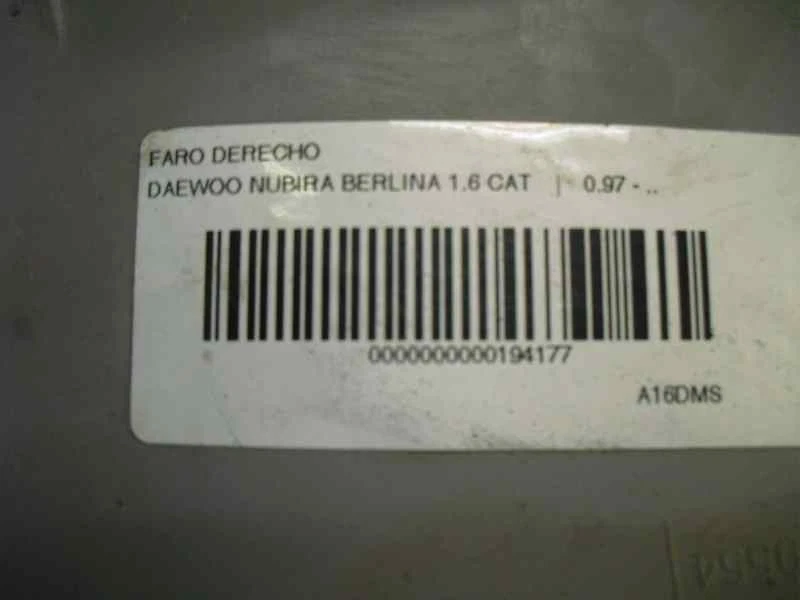 FARO DERECHO
DAEWOO NUBIRA BERLINA 1.6 CAT | 0.97 - ..
0000000000194177
A16DMS